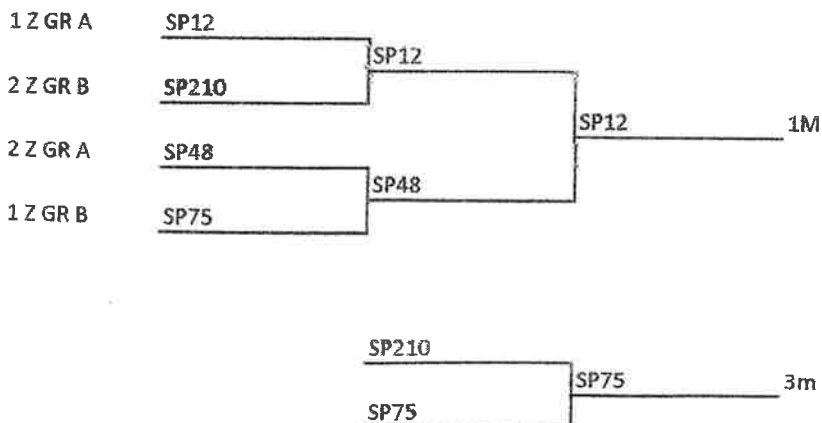 1 Z GR A SP12
SP12
2 Z GR B SP210
SP12 1M
2 Z GR A SP48
SP48
1 Z GR B SP75
SP210
SP75 3m
SP75